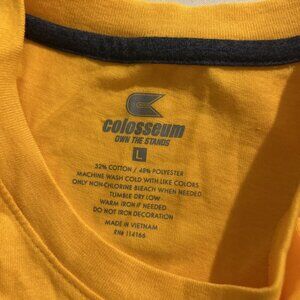 colosseum
OWN THE STANDS
L
52% COTTON / 48% POLYESTER
MACHINE WASH COLD WITH LIKE COLORS
ONLY NON-CHLORINE BLEACH WHEN NEEDED
TUMBLE DRY LOW
WARM IRON IF NEEDED
DO NOT IRON DECORATION
MADE IN VIETNAM
RN# 114166